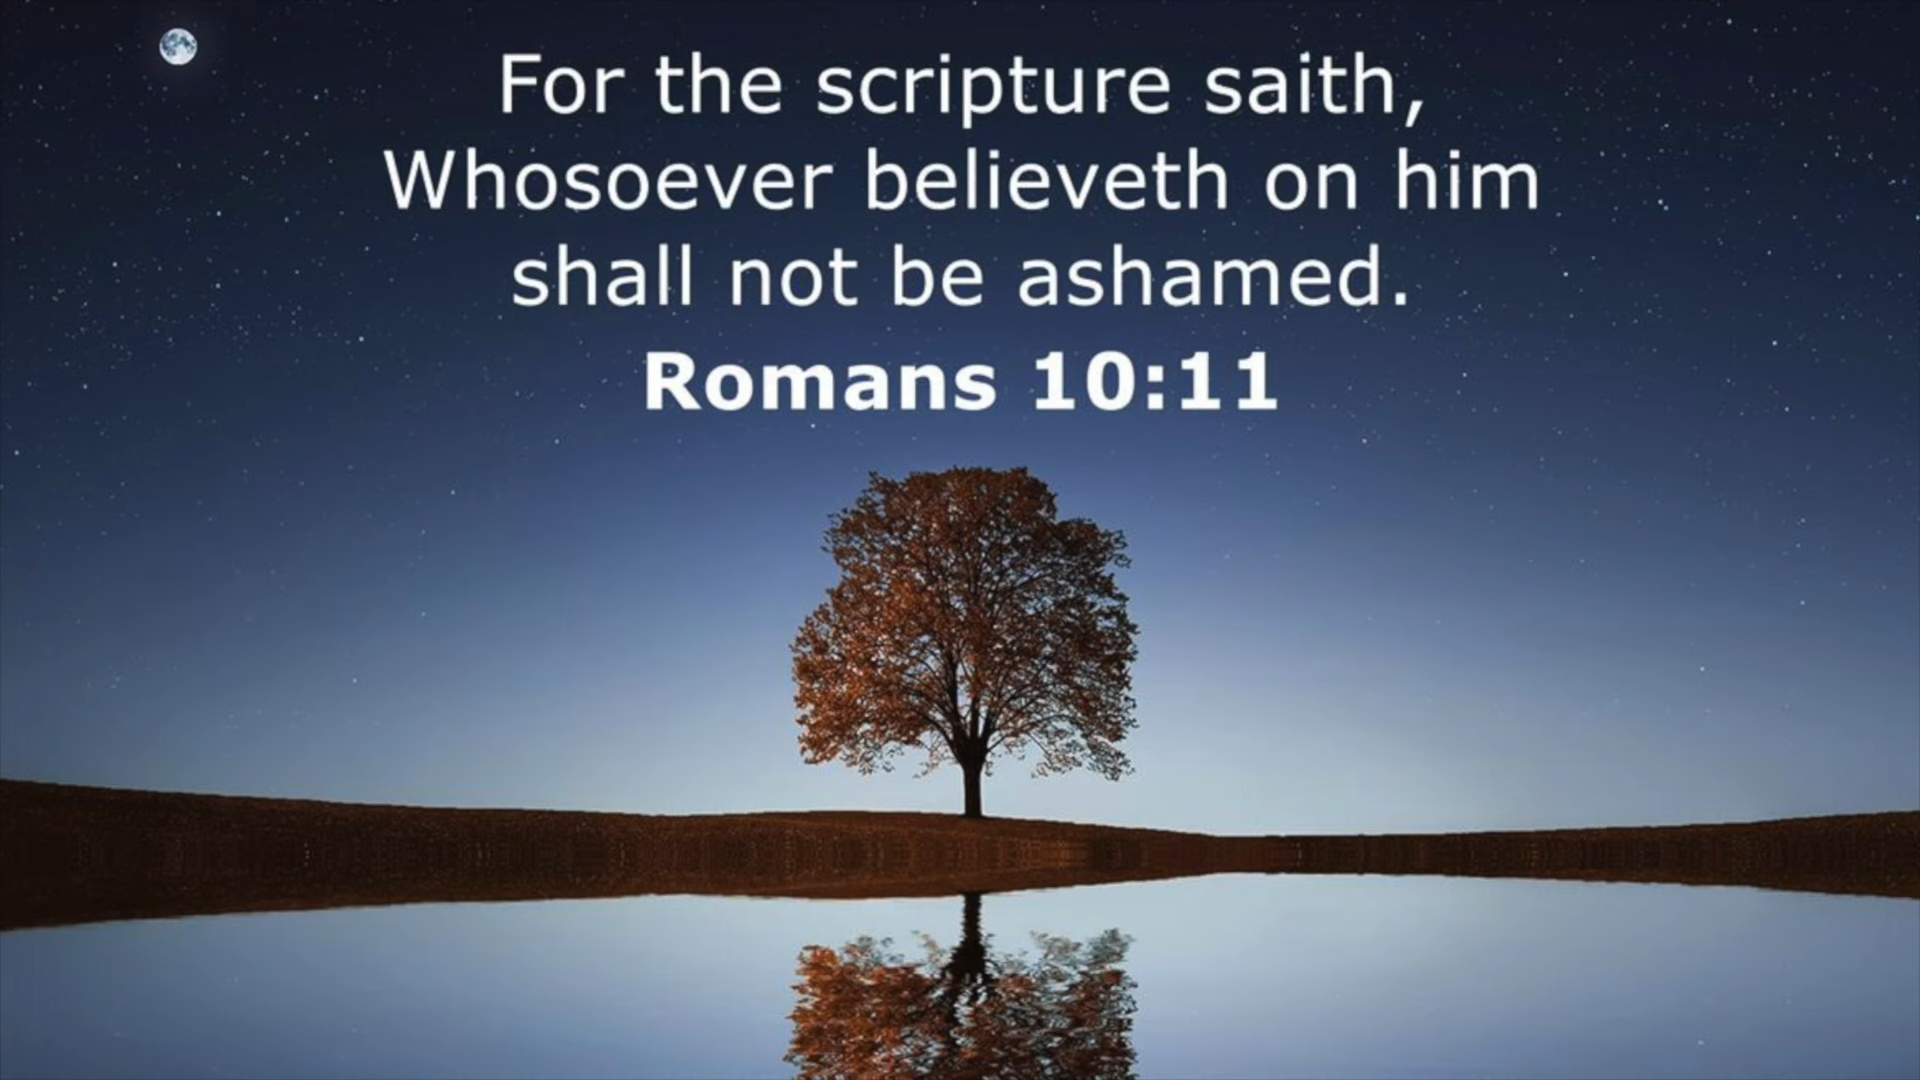 For the scripture saith,
Whosoever believeth on him
shall not be ashamed.
Romans 10:11